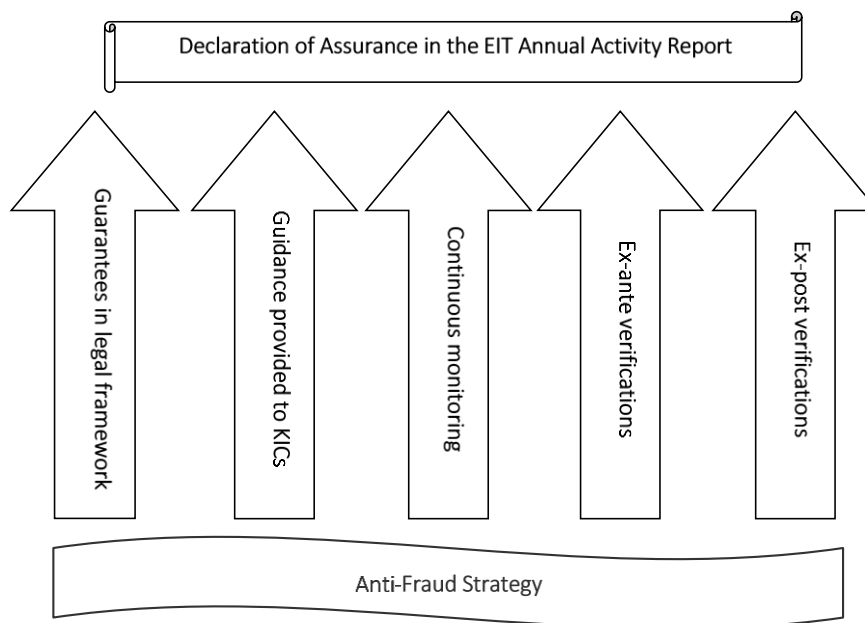 Declaration of Assurance in the EIT Annual Activity Report
Guarantees in legal framework
Guidance provided to KICs
Continuous monitoring
Ex-ante verifications
Ex-post verifications
Anti-Fraud Strategy